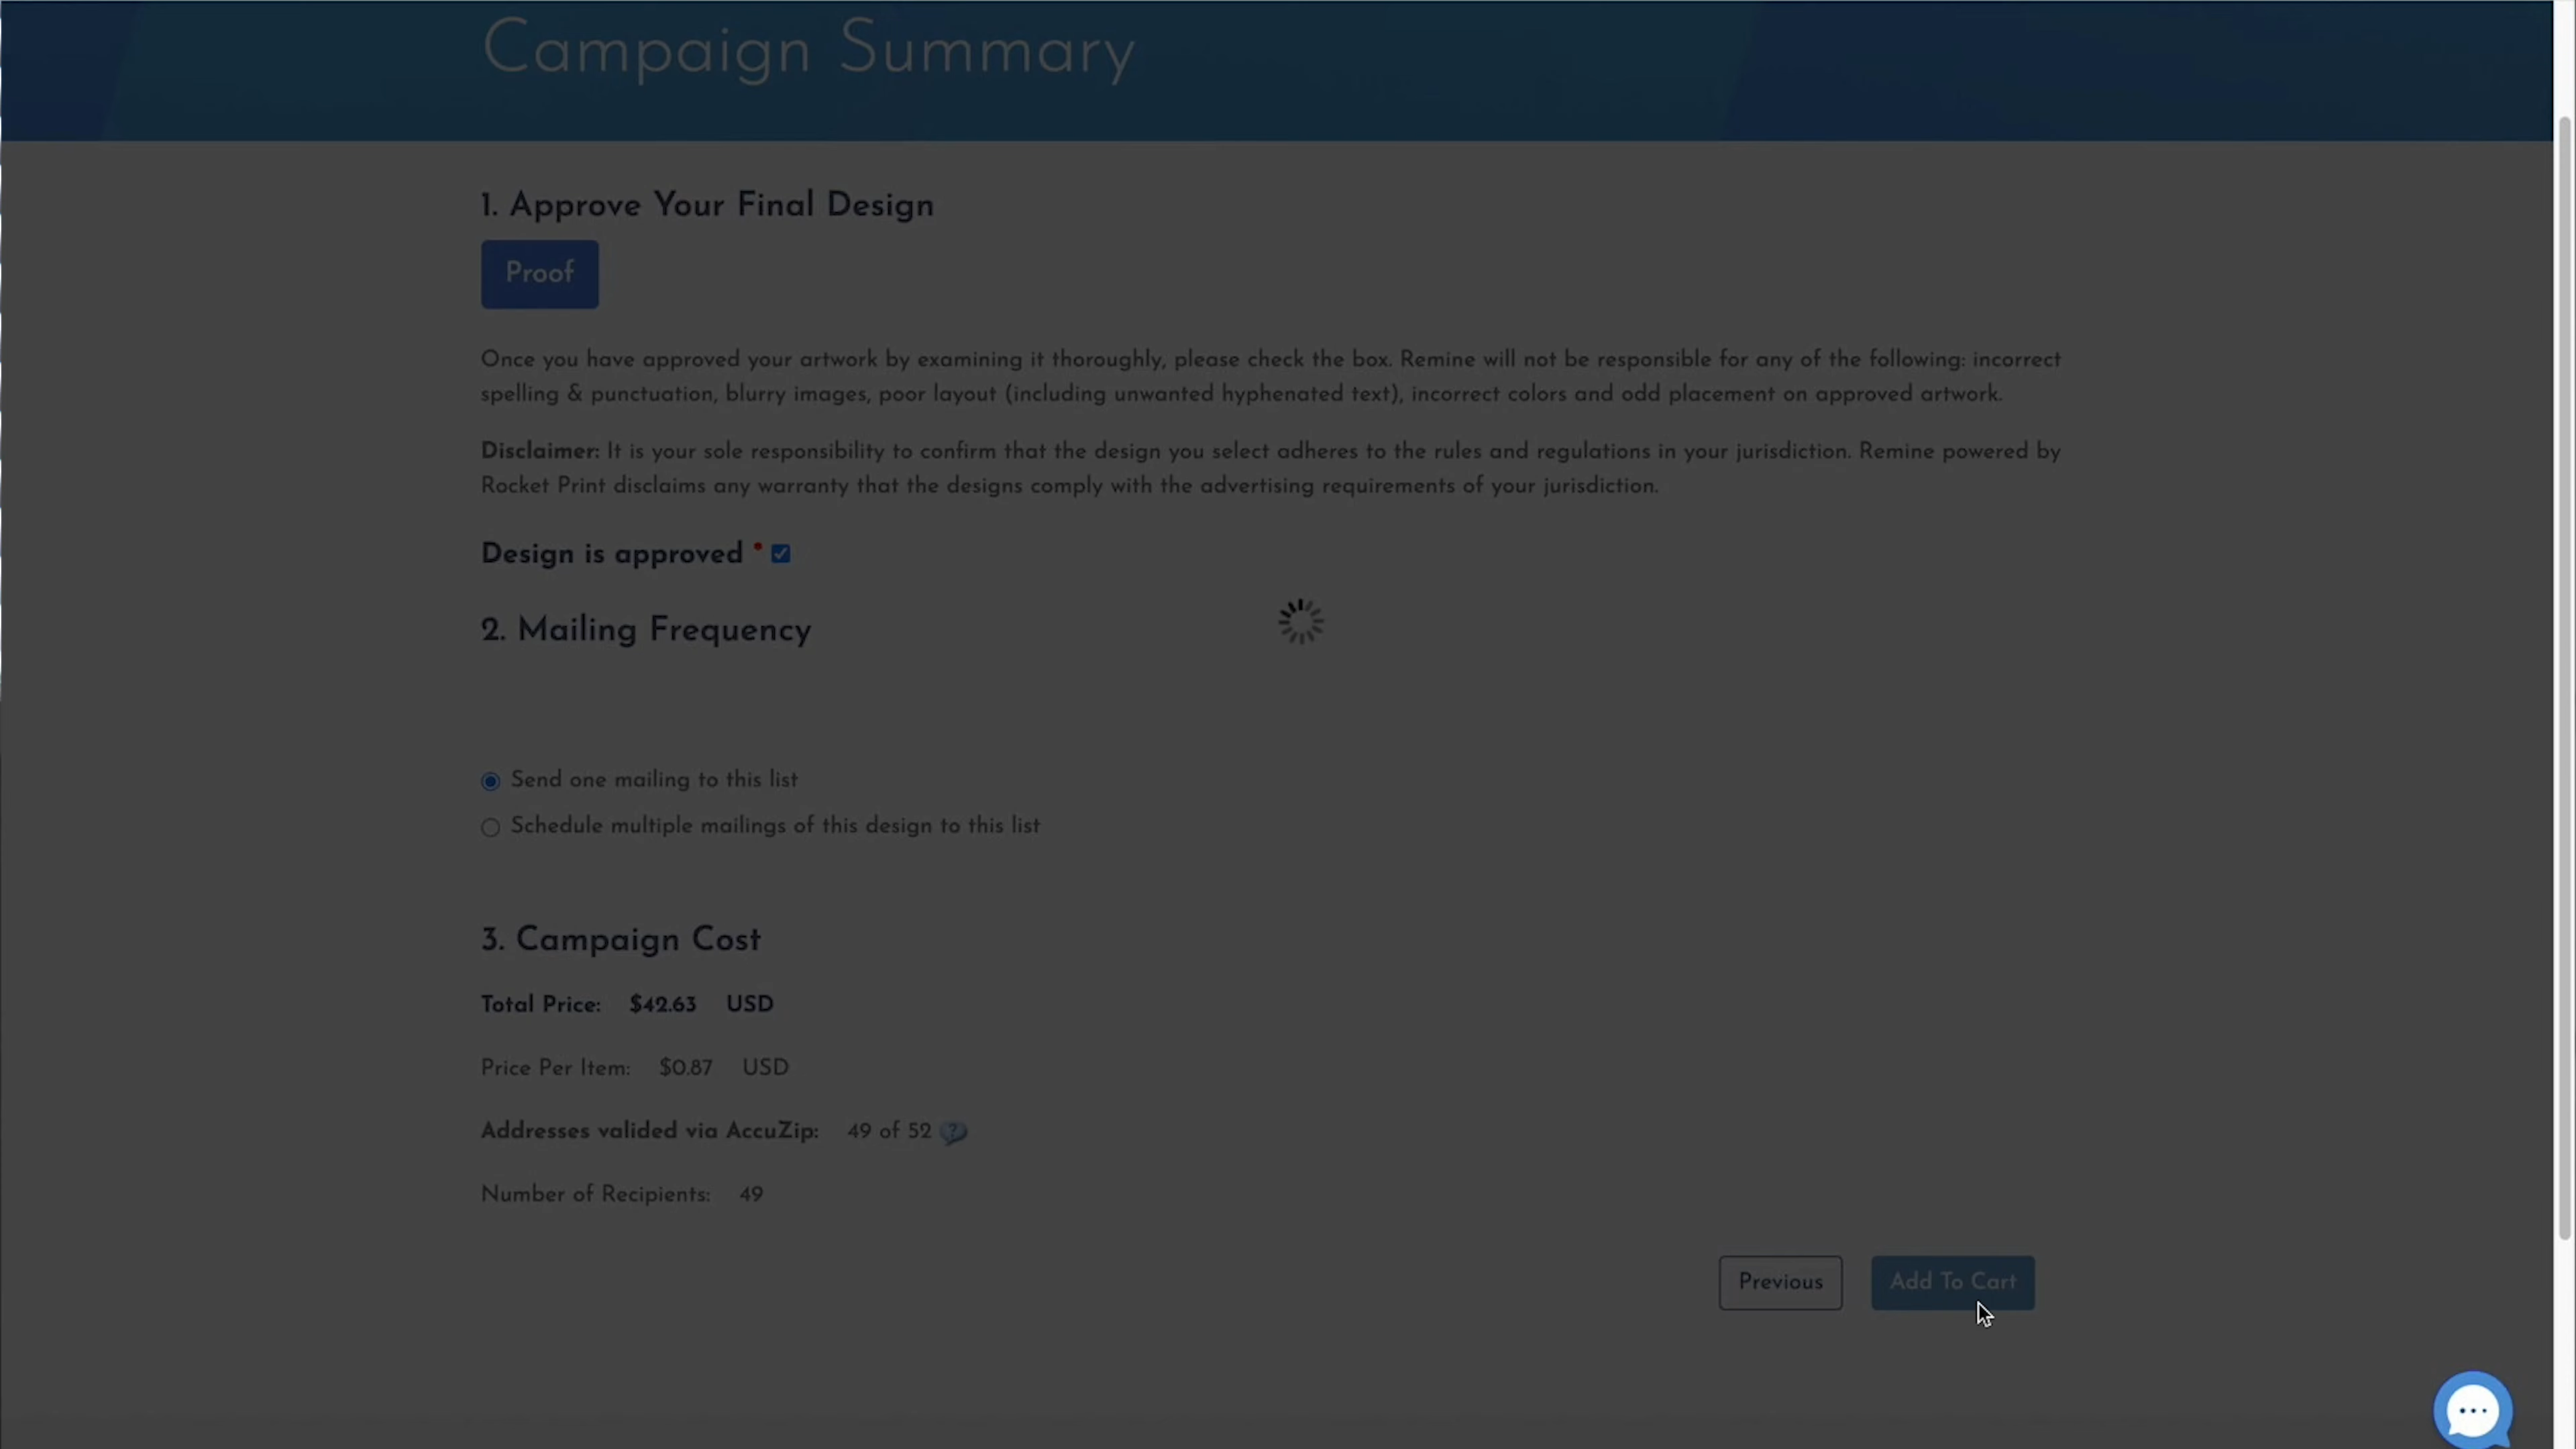 Campaign Summary
1. Approve Your Final Design
Proof
Once you have approved your artwork by examining it thoroughly, please check the box. Remine will not be responsible for any of the following: incorrect
spelling & punctuation, blurry images, poor layout (including unwanted hyphenated text), incorrect colors and odd placement on approved artwork.
Disclaimer: It is your sole responsibility to confirm that the design you select adheres to the rules and regulations in your jurisdiction. Remine powered by
Rocket Print disclaims any warranty that the designs comply with the advertising requirements of your jurisdiction.
Design is approved *
2. Mailing Frequency
Send one mailing to this list
Schedule multiple mailings of this design to this list
3. Campaign Cost
Total Price: $42.63 USD
Price Per Item: $0.87 USD
Addresses valided via AccuZip: 49 of 52 ?
Number of Recipients: 49
Previous Add To Cart